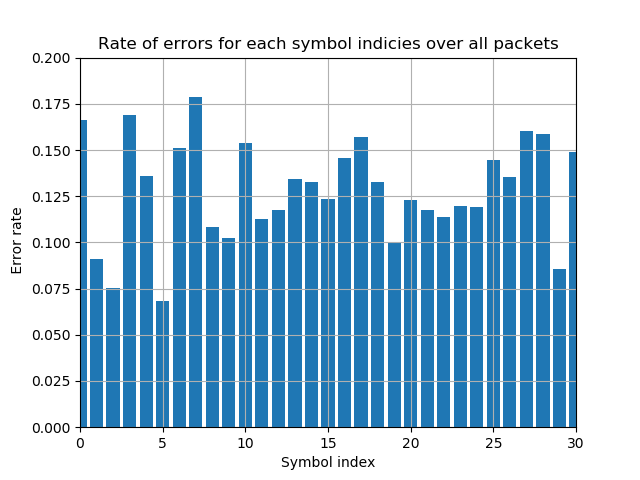 Rate of errors for each symbol indicies over all packets
0.200
0.175
0.150
0.125
0.100
0.075
0.050
0.025
0.000
Error rate
0 5 10 15 20 25 30
Symbol index